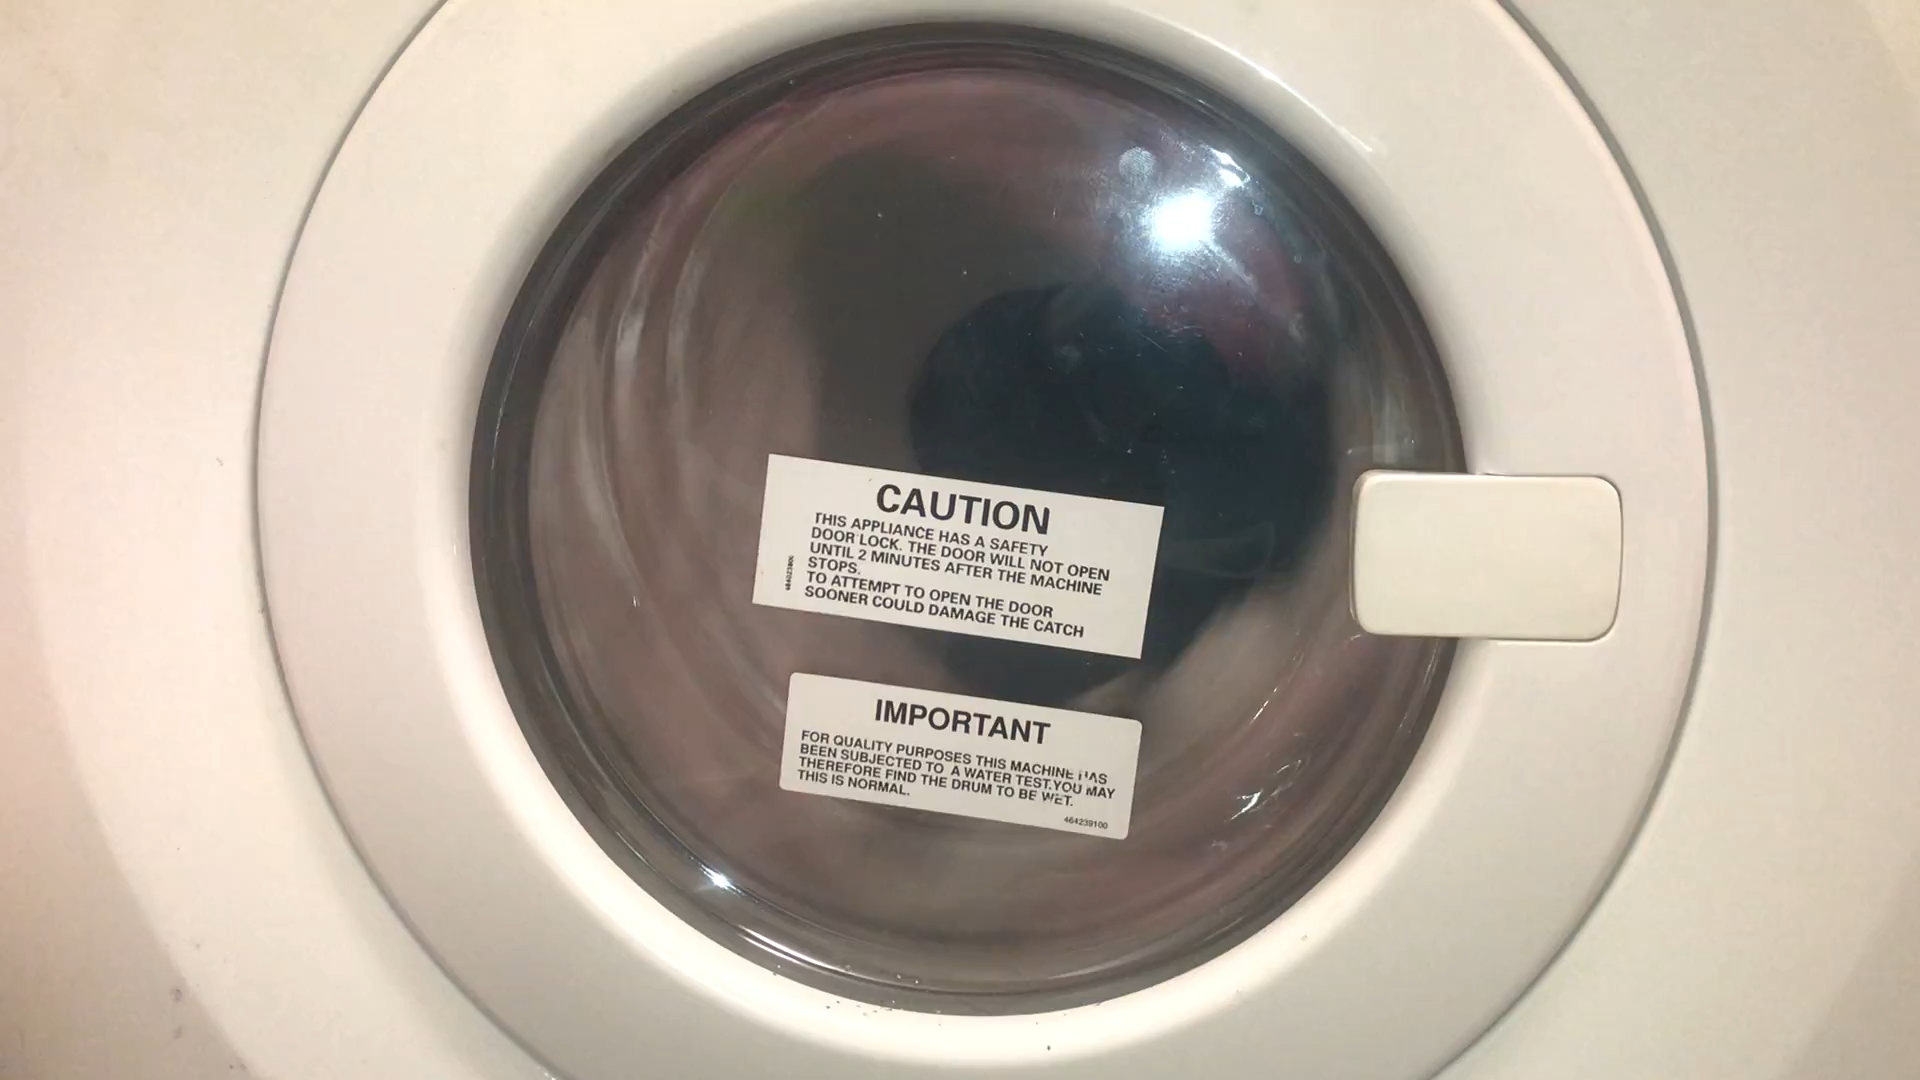 CAUTION
THIS APPLIANCE HAS A SAFETY
DOOR LOCK. THE DOOR WILL NOT OPEN
UNTIL 2 MINUTES AFTER THE MACHINE
STOPS.
TO ATTEMPT TO OPEN THE DOOR
SOONER COULD DAMAGE THE CATCH
IMPORTANT
FOR QUALITY PURPOSES THIS MACHINE HAS
BEEN SUBJECTED TO A WATER TEST.YOU MAY
THEREFORE FIND THE DRUM TO BE WET.
THIS IS NORMAL.
464239100